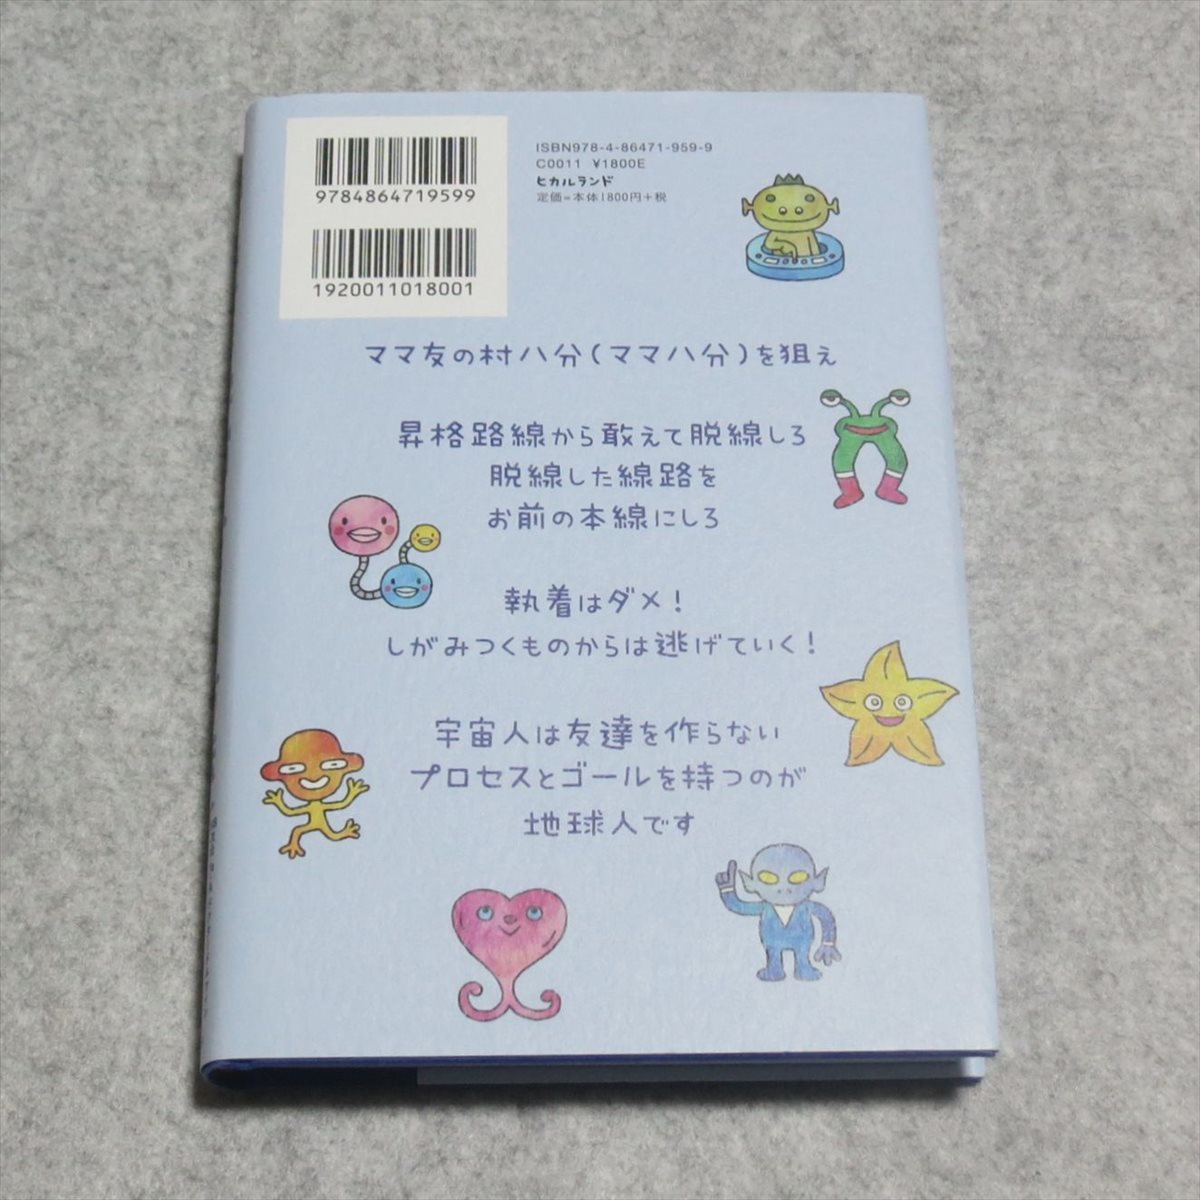 9784864719599
1920011018001
ISBN978-4-86471-959-9
C0011 ¥1800E
ヒカルランド
定価=本体1800円+税
ママ友の村八分(ママ八分)を狙え
昇格路線から敢えて脱線しろ
脱線した線路を
お前の本線にしろ
執着はダメ!
しがみつくものからは逃げていく!
宇宙人は友達を作らない
プロセスとゴールを持つのが
地球人です